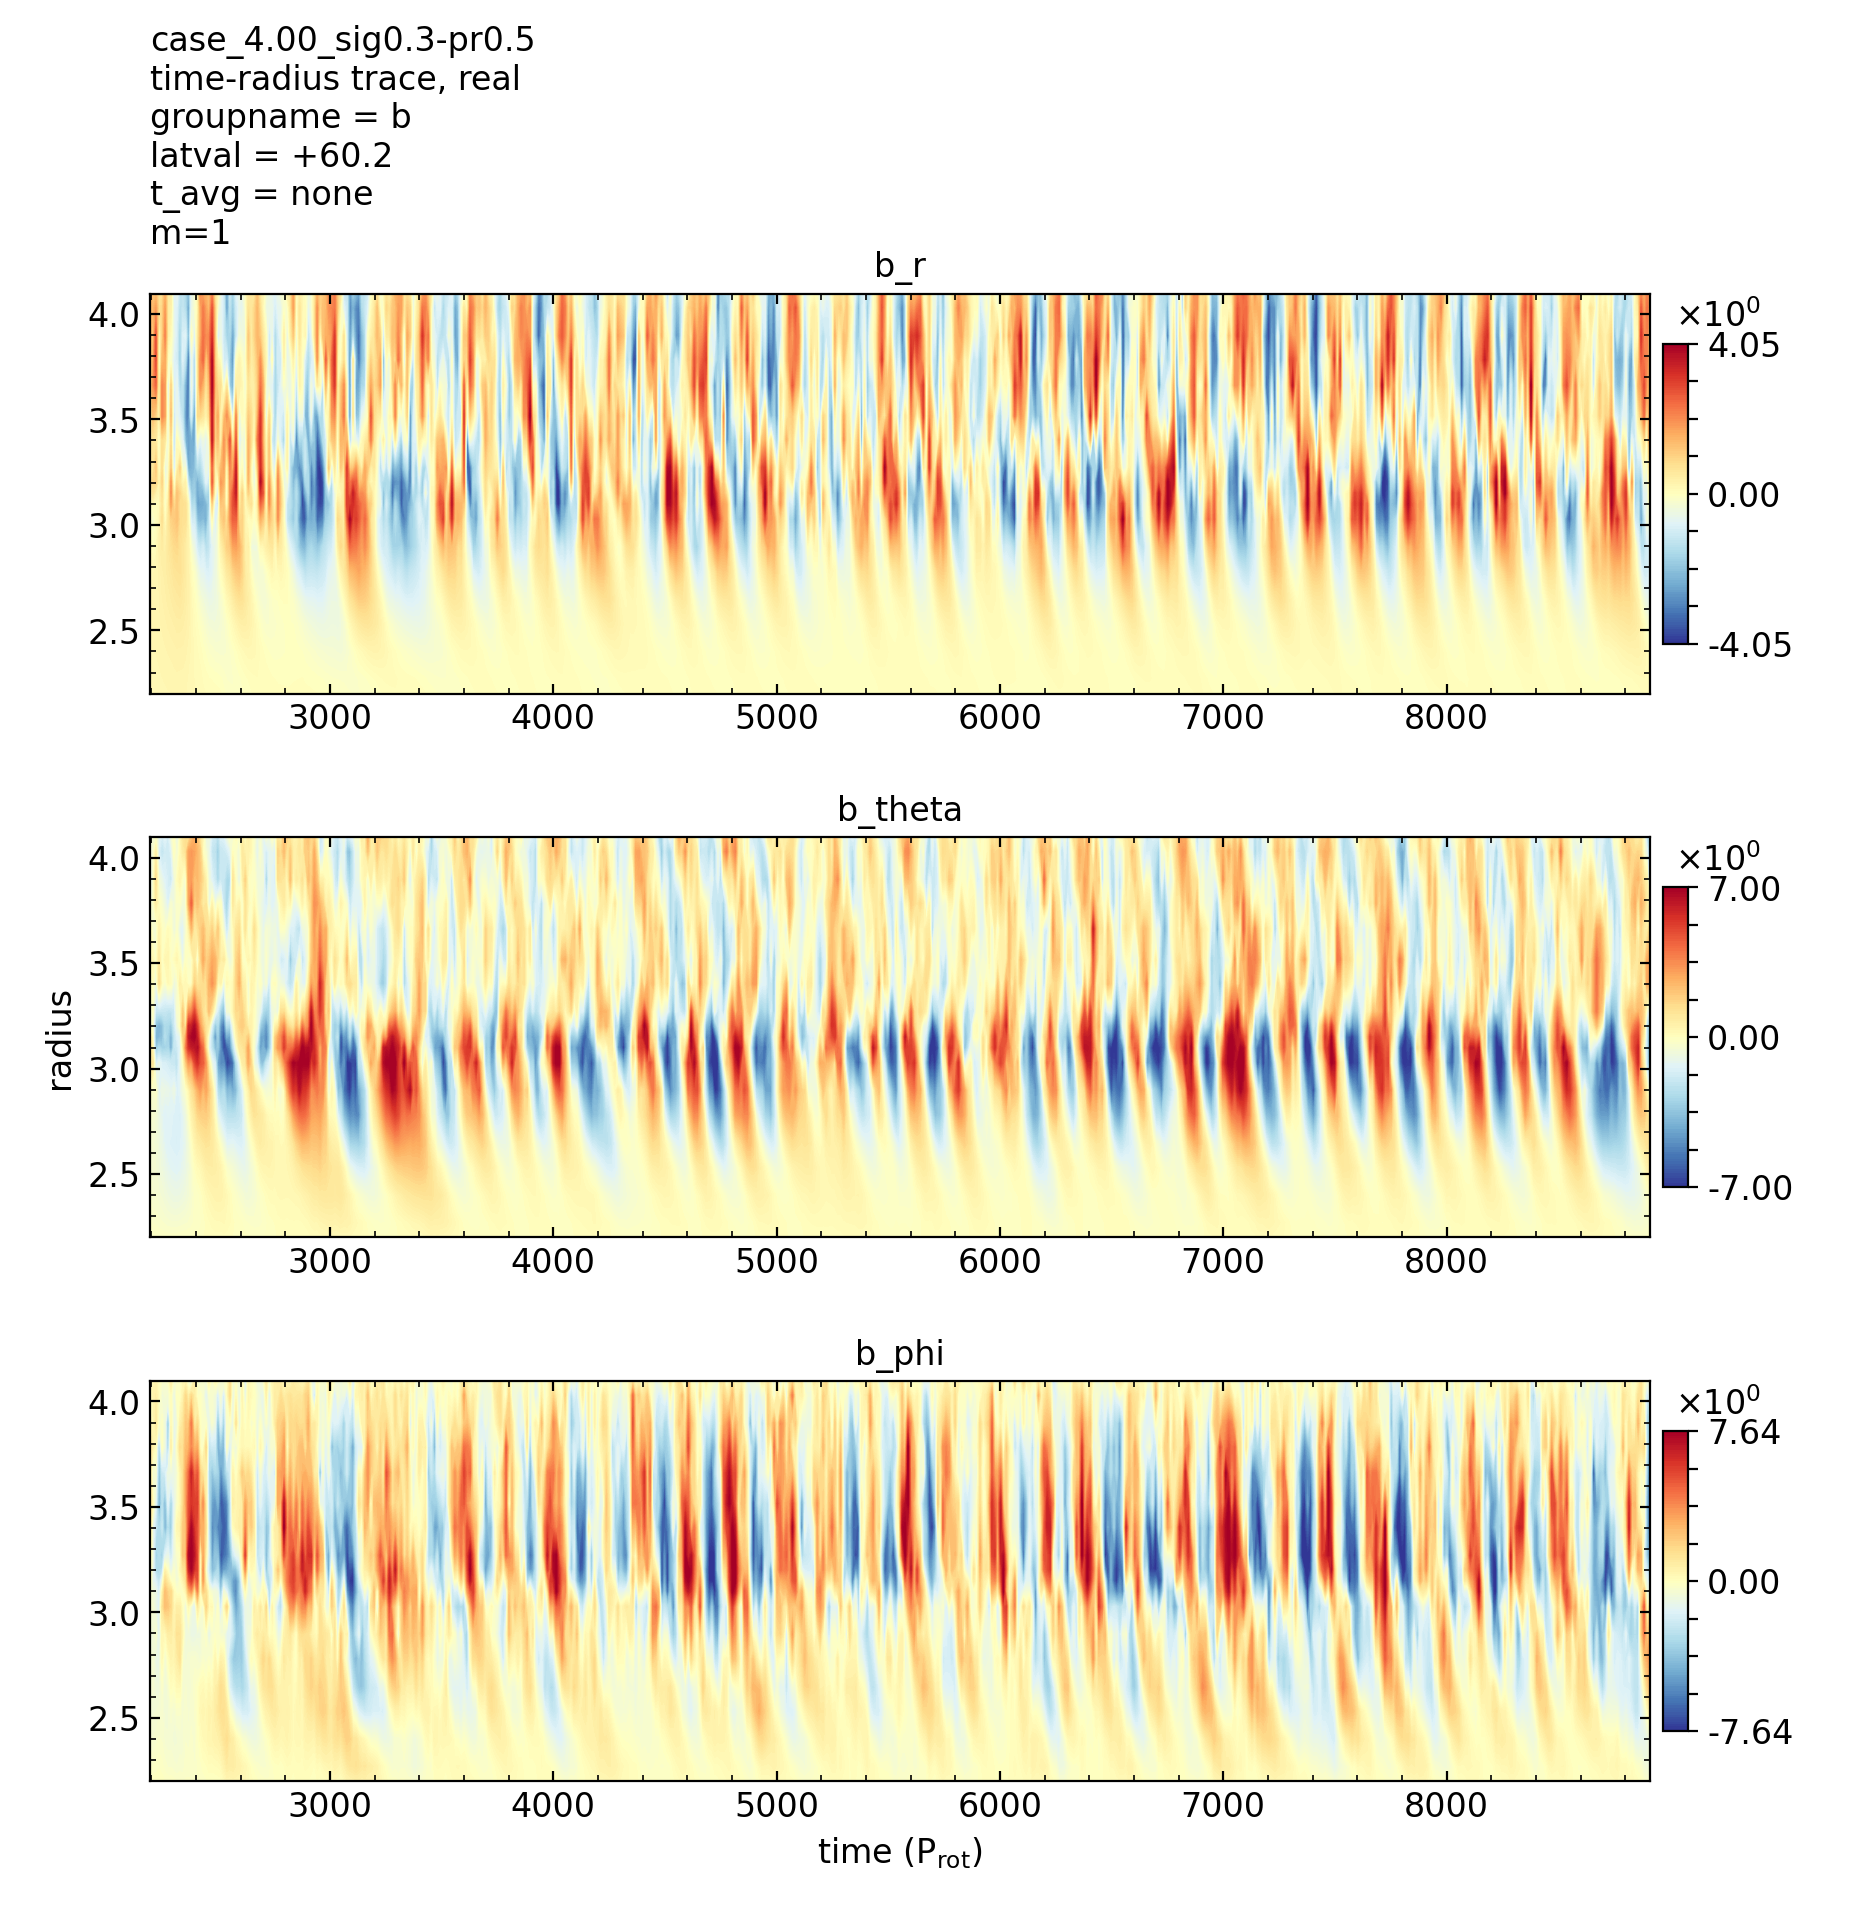 case_4.00_sig0.3-pr0.5
time-radius trace, real
groupname = b
latval = +60.2
t_avg = none
m=1
b_r
4.0
3.5
3.0
2.5
×10⁰
4.05
0.00
-4.05
3000 4000 5000 6000 7000 8000
b_theta
radius
4.0
3.5
3.0
2.5
×10⁰
7.00
0.00
-7.00
3000 4000 5000 6000 7000 8000
b_phi
4.0
3.5
3.0
2.5
×10⁰
7.64
0.00
-7.64
3000 4000 5000 6000 7000 8000
time (P_rot)